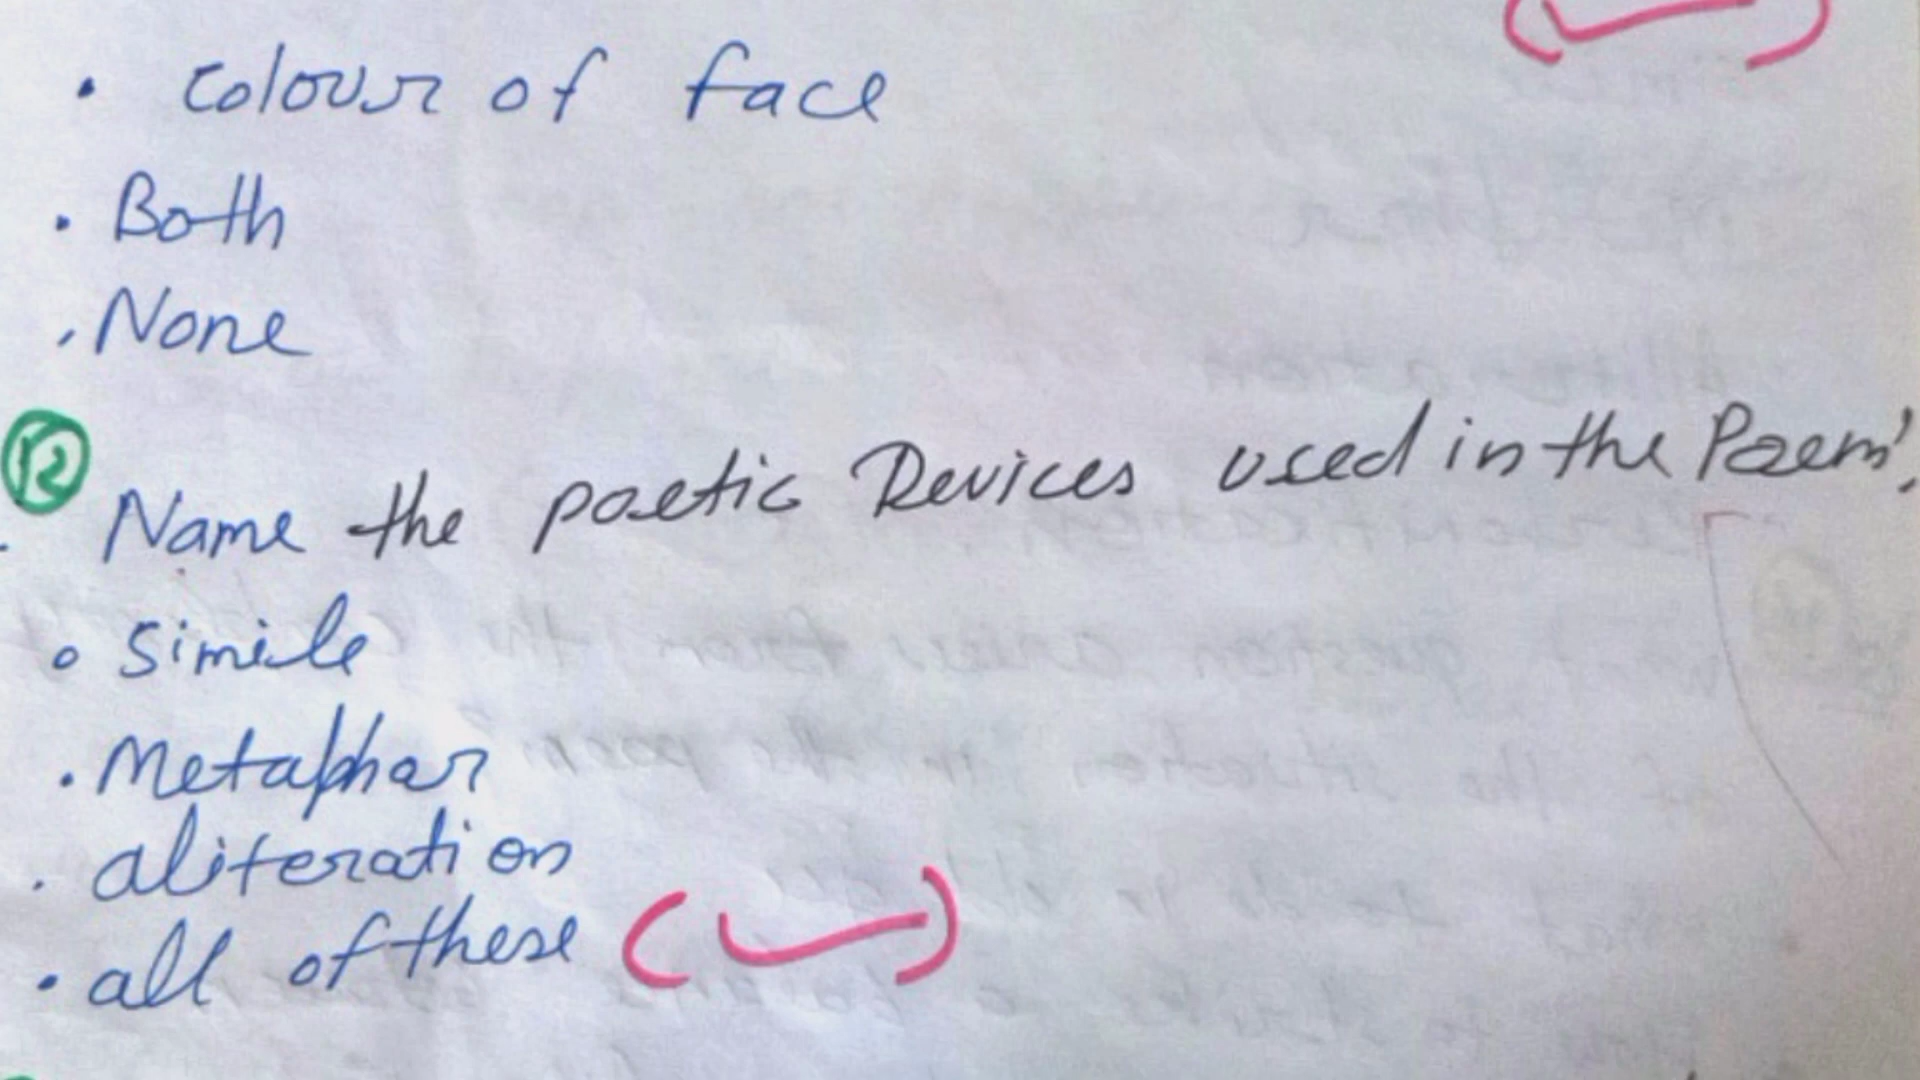 • Colour of face
• Both
• None
12
. Name the poetic Devices used in the Poem'.
• Simile
• Metaphor
. aliteration
• all of these (✓)